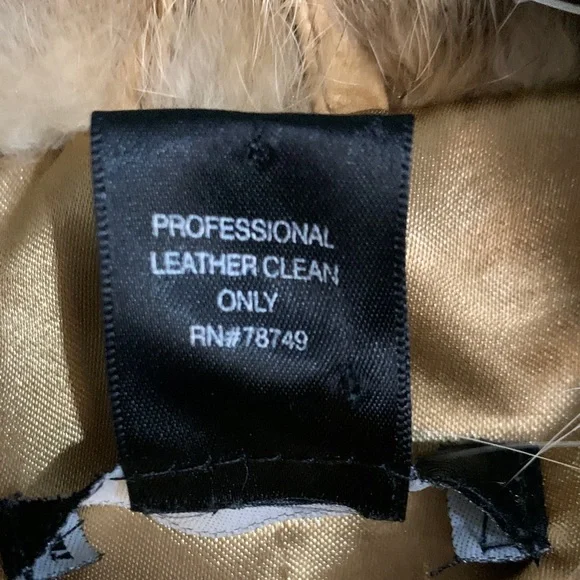 PROFESSIONAL
LEATHER CLEAN
ONLY
RN#78749